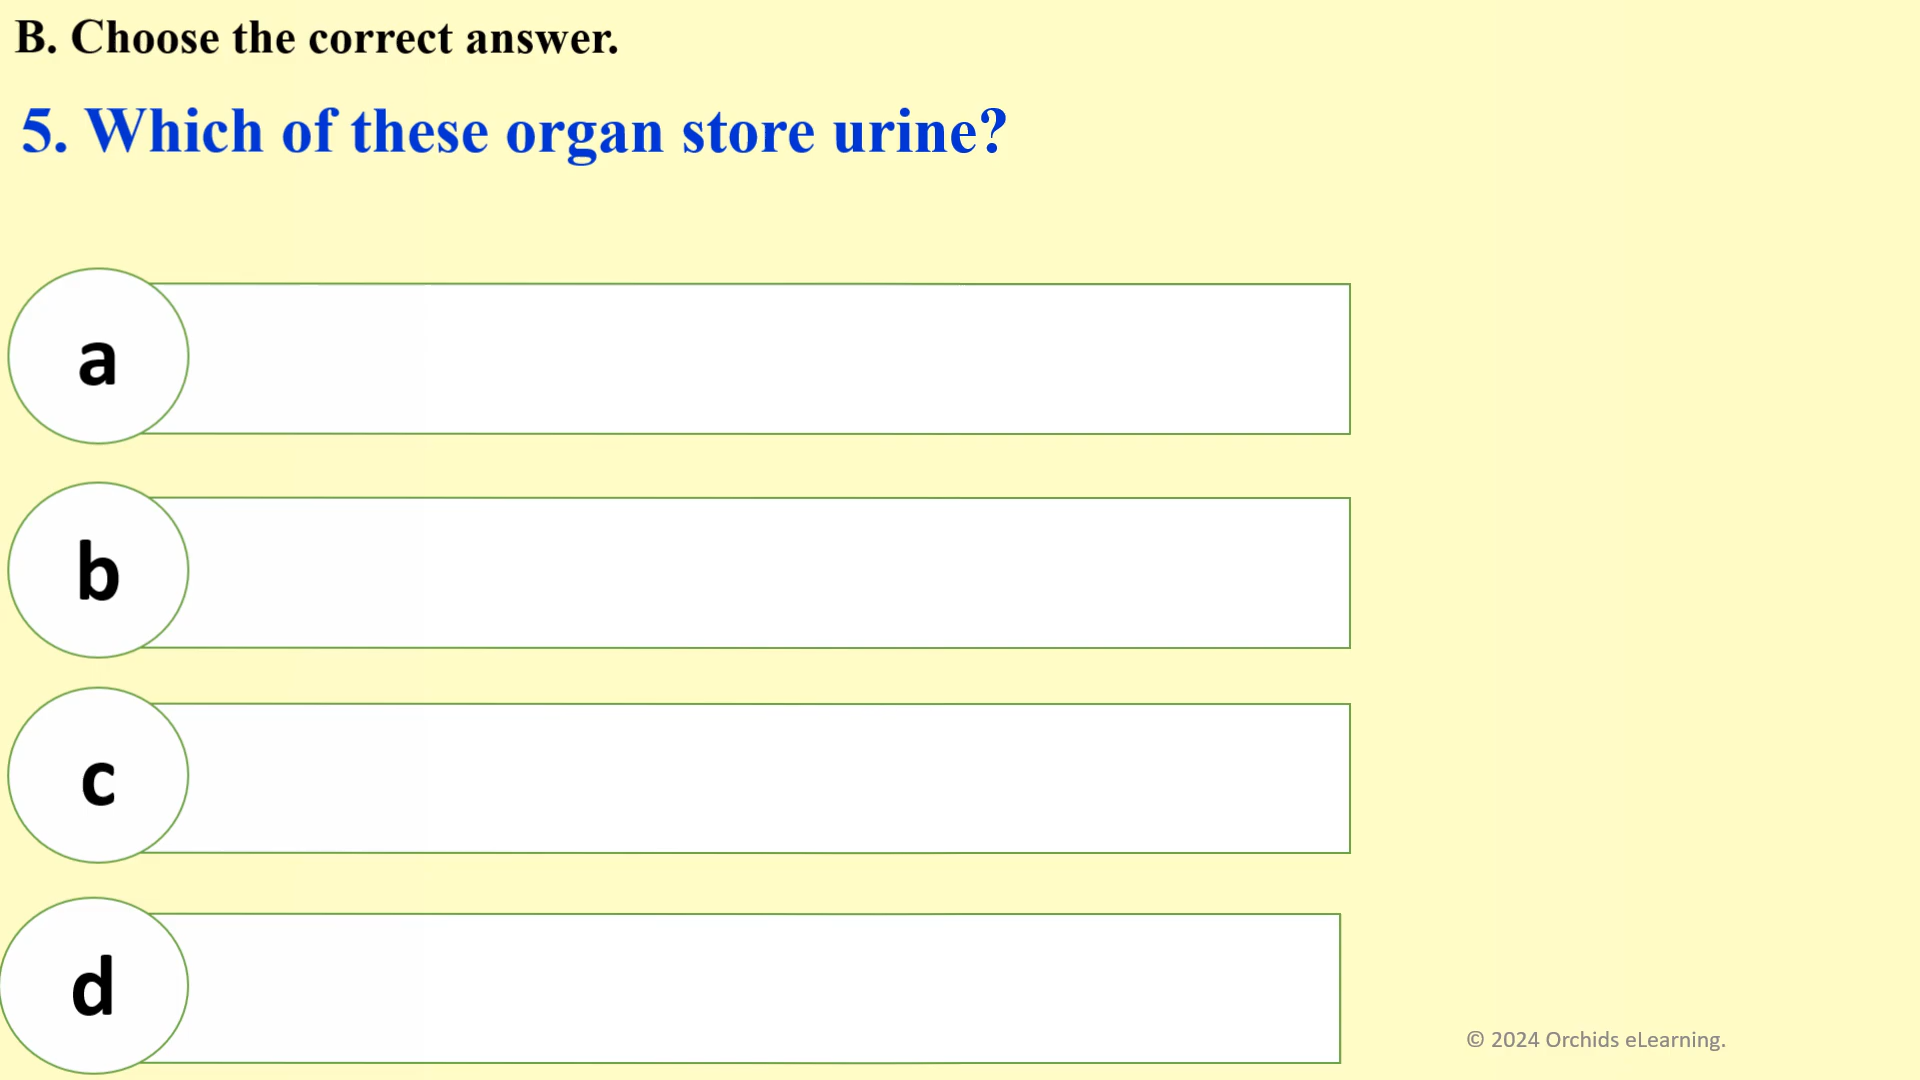 B. Choose the correct answer.
5. Which of these organ store urine?
a
b
c
d
© 2024 Orchids eLearning.